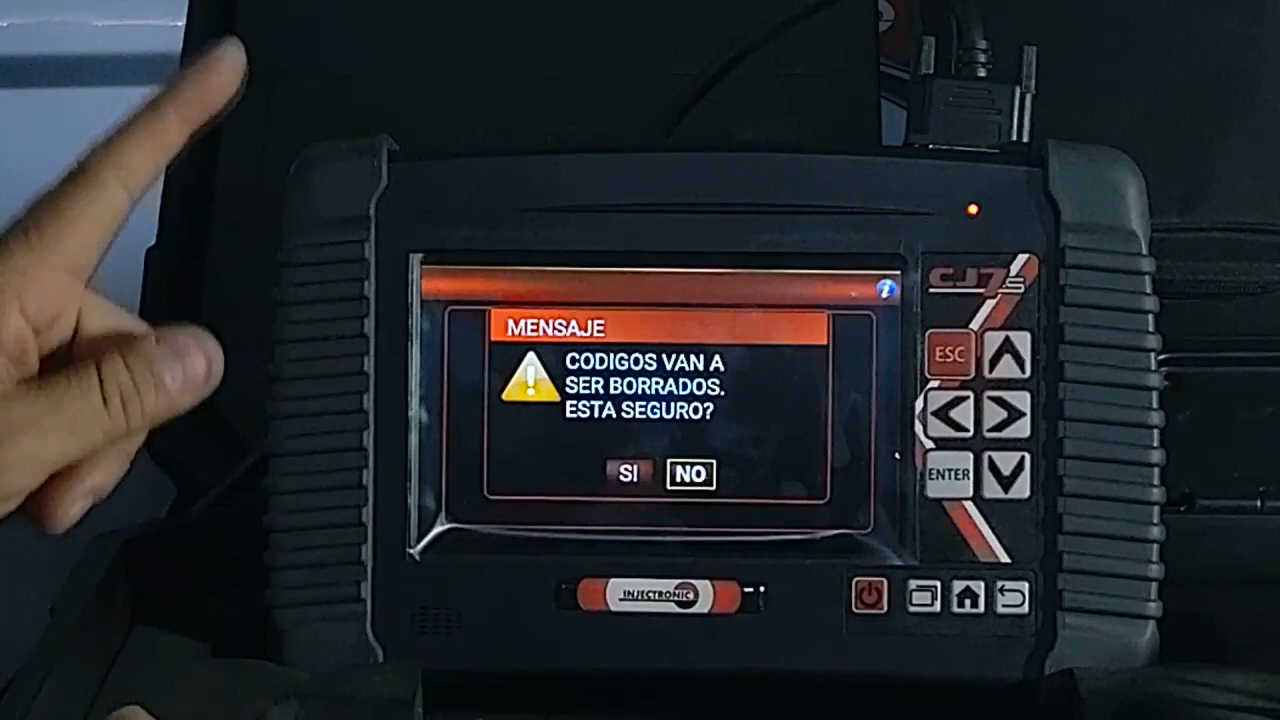 CJ7s
MENSAJE
CODIGOS VAN A
SER BORRADOS.
ESTA SEGURO?
SI NO
ESC
ENTER
INJECTRONIC